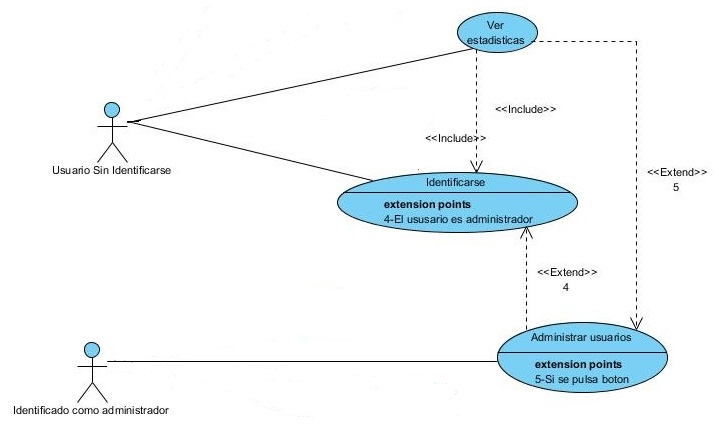 Ver
estadisticas
<<Include>>
<<Include>>
Usuario Sin Identificarse
<<Extend>>
5
Identificarse
extension points
4-El ususario es administrador
<<Extend>>
4
Administrar usuarios
extension points
5-Si se pulsa boton
Identificado como administrador